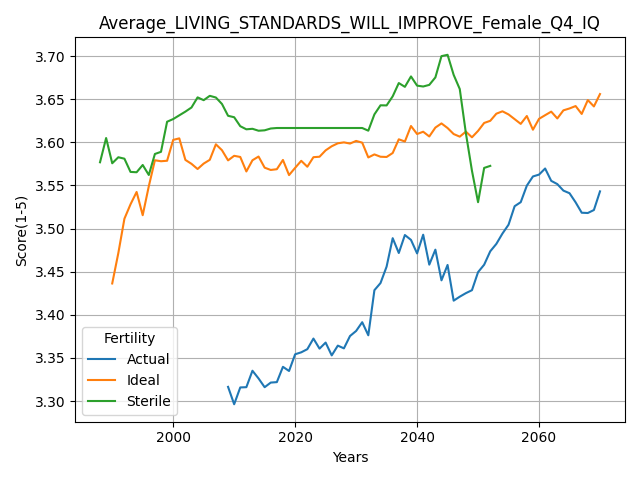 Average_LIVING_STANDARDS_WILL_IMPROVE_Female_Q4_IQ
Score(1-5)
3.70
3.65
3.60
3.55
3.50
3.45
3.40
3.35
3.30
Fertility
Actual
Ideal
Sterile
2000 2020 2040 2060
Years